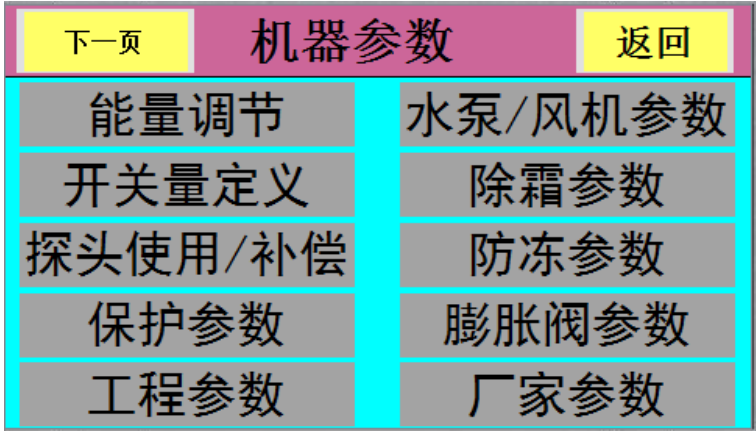 下一页 机器参数 返回
能量调节 水泵/风机参数
开关量定义 除霜参数
探头使用/补偿 防冻参数
保护参数 膨胀阀参数
工程参数 厂家参数